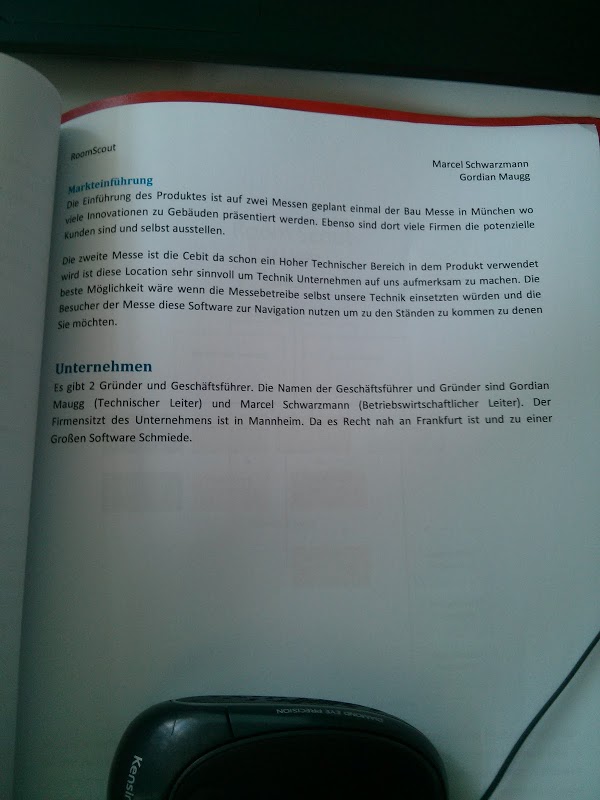 RoomScout
Marcel Schwarzmann
Gordian Maugg
Markteinführung
Die Einführung des Produktes ist auf zwei Messen geplant einmal der Bau Messe in München wo
viele Innovationen zu Gebäuden präsentiert werden. Ebenso sind dort viele Firmen die potenzielle
Kunden sind und selbst ausstellen.
Die zweite Messe ist die Cebit da schon ein Hoher Technischer Bereich in dem Produkt verwendet
wird ist diese Location sehr sinnvoll um Technik Unternehmen auf uns aufmerksam zu machen. Die
beste Möglichkeit wäre wenn die Messebetreibe selbst unsere Technik einsetzten würden und die
Besucher der Messe diese Software zur Navigation nutzen um zu den Ständen zu kommen zu denen
Sie möchten.
Unternehmen
Es gibt 2 Gründer und Geschäftsführer. Die Namen der Geschäftsführer und Gründer sind Gordian
Maugg (Technischer Leiter) und Marcel Schwarzmann (Betriebswirtschaftlicher Leiter). Der
Firmensitzt des Unternehmens ist in Mannheim. Da es Recht nah an Frankfurt ist und zu einer
Großen Software Schmiede.
DIAMOND EYE PRECISION
Kensin